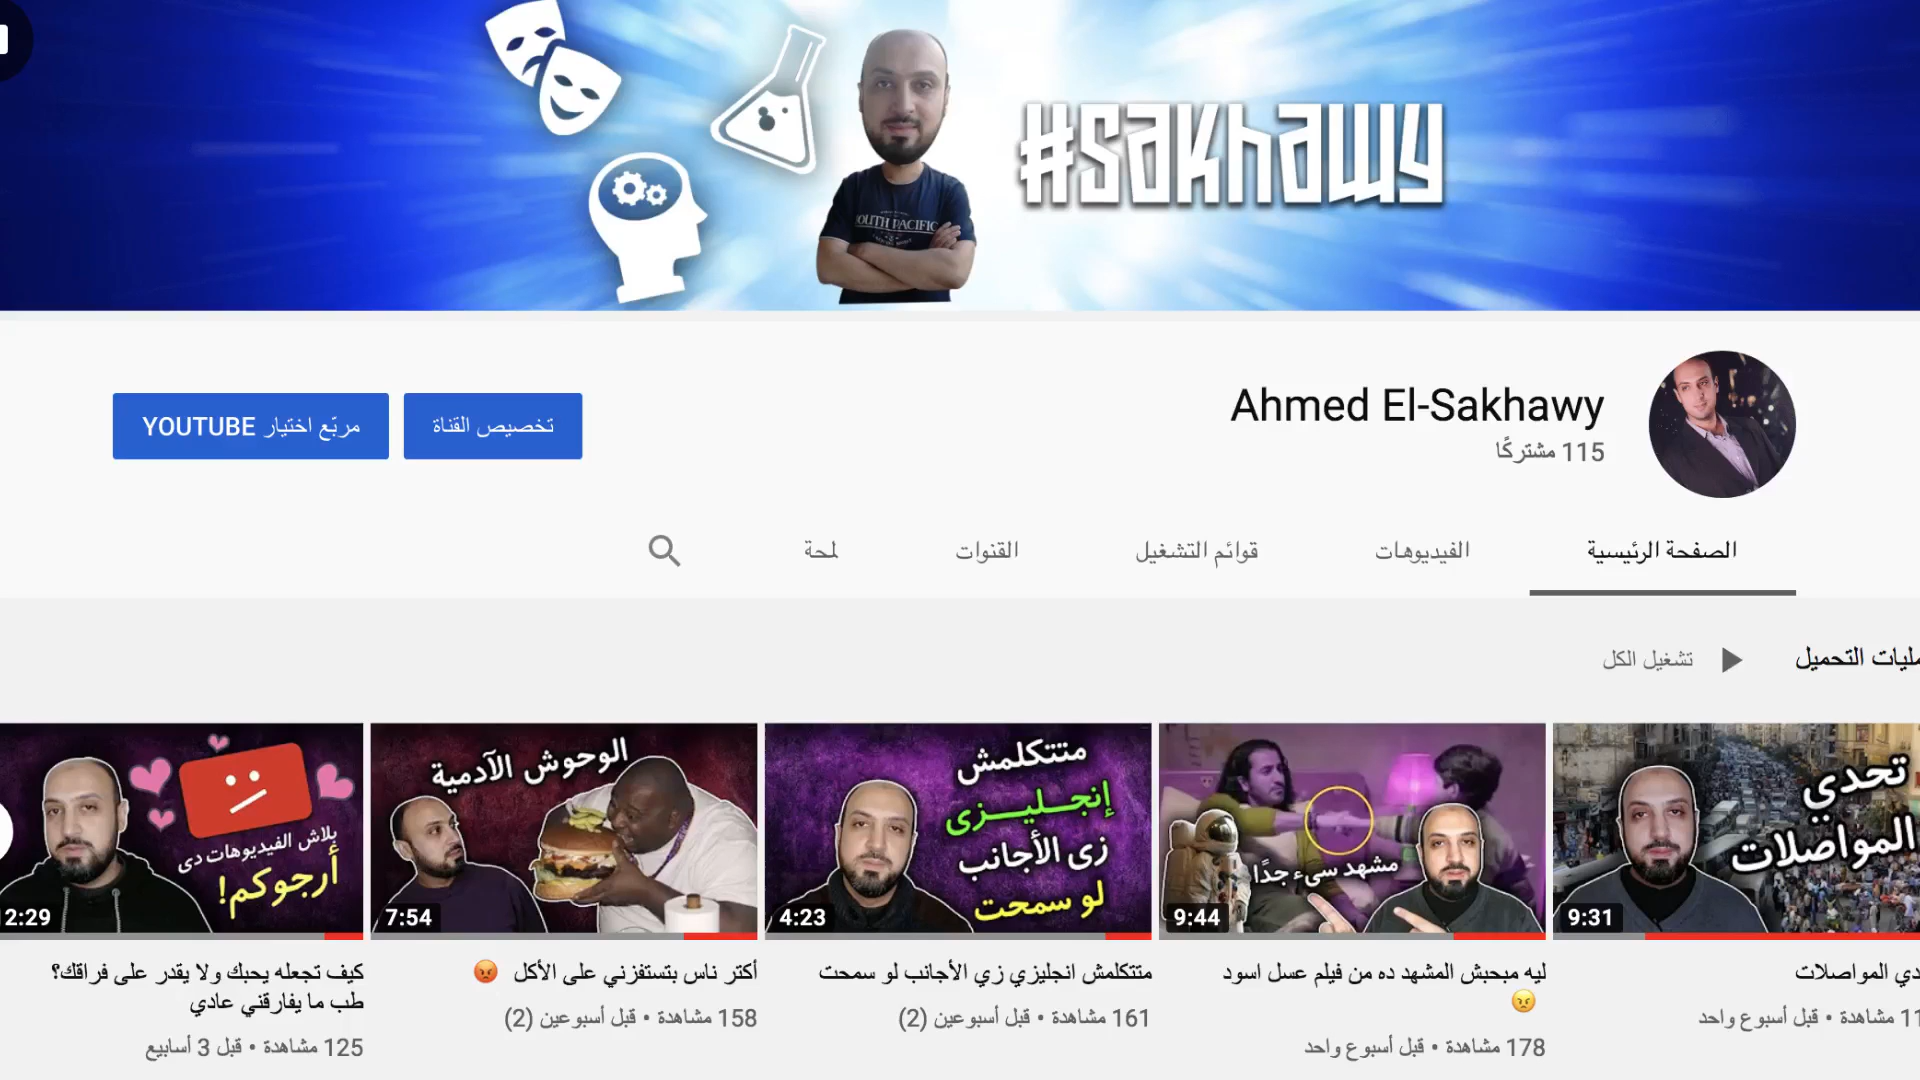 #sakhawy
SOUTH PACIFIC
Ahmed El-Sakhawy
115 مشتركًا
تخصيص القناة
مربّع اختيار YOUTUBE
الصفحة الرئيسية
الفيديوهات
قوائم التشغيل
القنوات
لمحة
التحميل
تشغيل الكل
تحدي
المواصلات
9:31
مشهد سيء جدًا
9:44
متتكلمش
إنجليزى
زى الأجانب
لو سمحت
4:23
الوحوش الآدمية
7:54
بلاش الفيديوهات دى
أرجوكم!
2:29
المواصلات
مشاهدة • قبل أسبوع واحد
ليه مبحبش المشهد ده من فيلم عسل اسود
😠
178 مشاهدة • قبل أسبوع واحد
متتكلمش انجليزي زي الأجانب لو سمحت
161 مشاهدة • قبل أسبوعين (2)
أكتر ناس بتستفزني على الأكل 😡
158 مشاهدة • قبل أسبوعين (2)
كيف تجعله يحبك ولا يقدر على فراقك؟
طب ما يفارقني عادي
125 مشاهدة • قبل 3 أسابيع